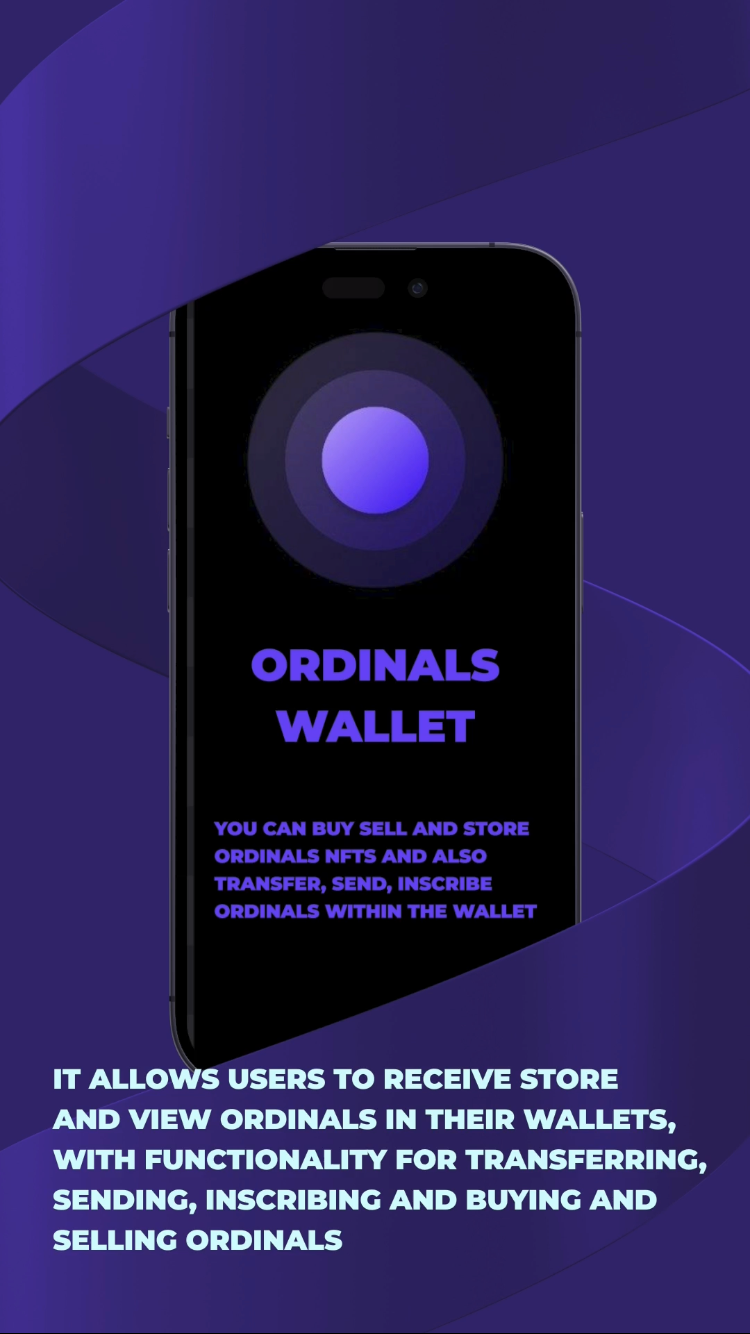 ORDINALS
WALLET
YOU CAN BUY SELL AND STORE
ORDINALS NFTS AND ALSO
TRANSFER, SEND, INSCRIBE
ORDINALS WITHIN THE WALLET
IT ALLOWS USERS TO RECEIVE STORE
AND VIEW ORDINALS IN THEIR WALLETS,
WITH FUNCTIONALITY FOR TRANSFERRING,
SENDING, INSCRIBING AND BUYING AND
SELLING ORDINALS